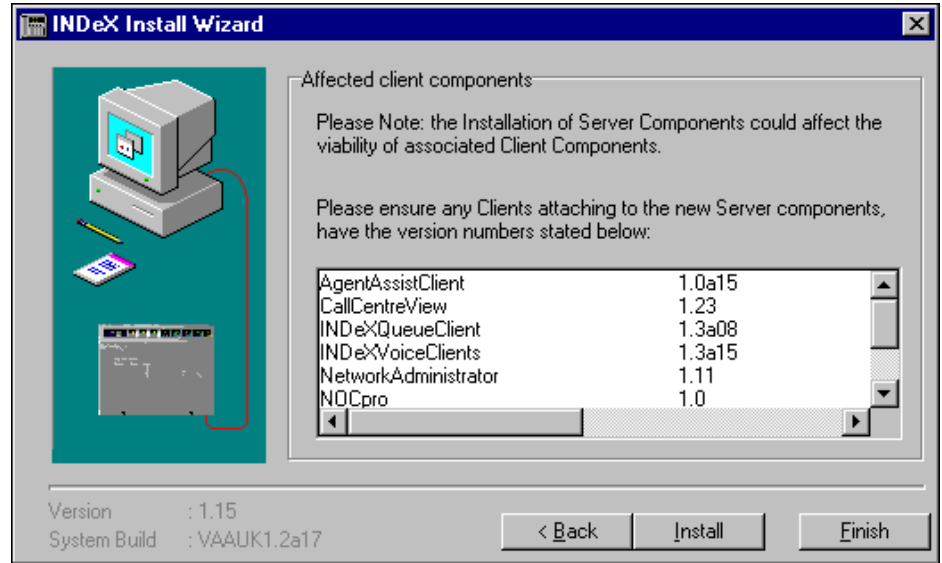 INDeX Install Wizard
Affected client components
Please Note: the Installation of Server Components could affect the
viability of associated Client Components.
Please ensure any Clients attaching to the new Server components,
have the version numbers stated below:
AgentAssistClient 1.0a15
CallCentreView 1.23
INDeXQueueClient 1.3a08
INDeXVoiceClients 1.3a15
NetworkAdministrator 1.11
NOCpro 1.0
Version : 1.15
System Build : VAAUK1.2a17
< Back Install Finish